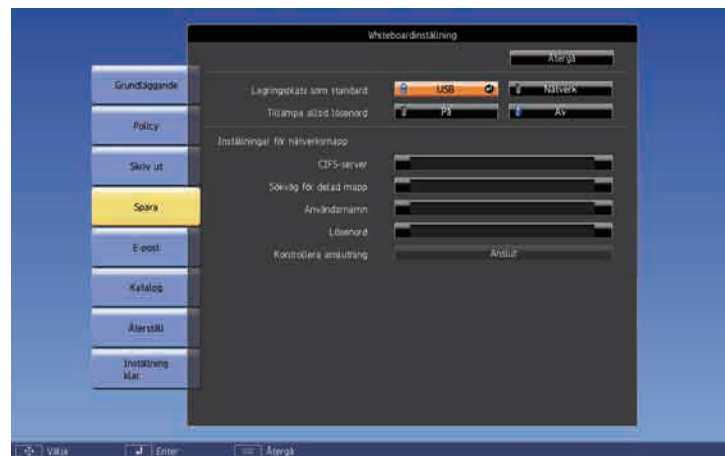 Whiteboardinställning
Återgå
Grundläggande
Policy
Skriv ut
Spara
E-post
Katalog
Återställ
Inställning
klar
Lagringsplats som standard
USB
Nätverk
Tillämpa alltid lösenord
På
Av
Inställningar för nätverksmapp
CIFS-server
Sökväg för delad mapp
Användarnamn
Lösenord
Kontrollera anslutning
Anslut
Välja
Enter
Återgå